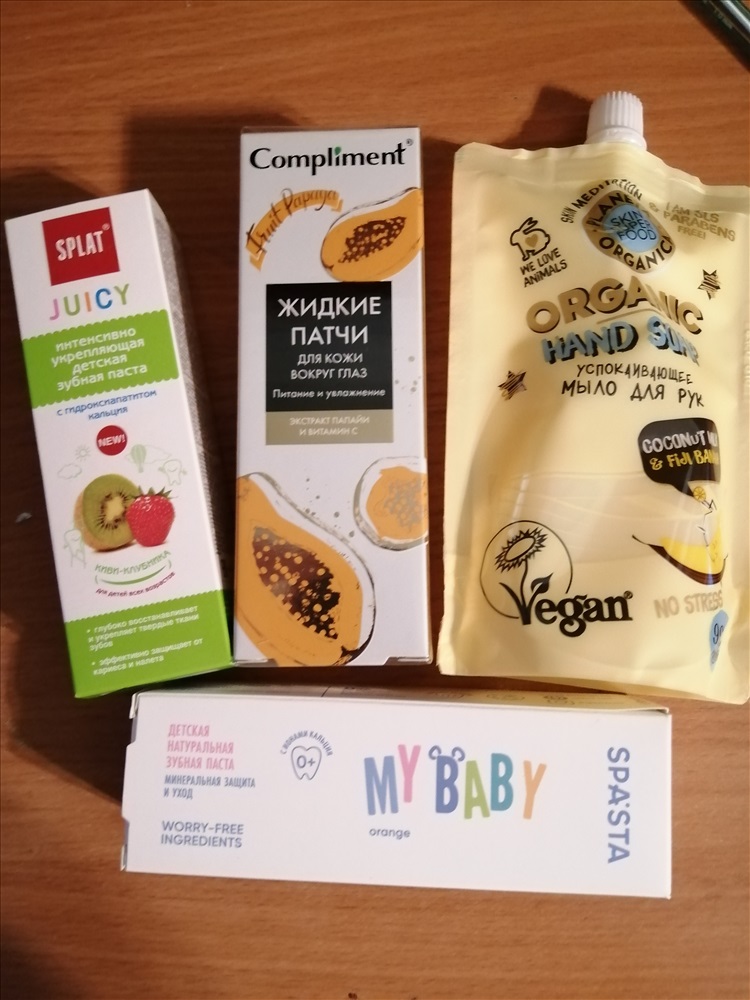 SPLAT
JUICY
интенсивно
укрепляющая
детская
зубная паста
с гидроксиапатитом
кальция
NEW!
КИВИ-КЛУБНИКА
для детей всех возрастов
• глубоко восстанавливает
и укрепляет твердые ткани
зубов
• эффективно защищает от
кариеса и налета
Compliment®
Fruit Papaya
ЖИДКИЕ
ПАТЧИ
ДЛЯ КОЖИ
ВОКРУГ ГЛАЗ
Питание и увлажнение
ЭКСТРАКТ ПАПАЙИ
И ВИТАМИН С
SKIN MEDITATION
& I AM SLS
& PARABENS
FREE!
PLANETA
SKIN SUPER
FOOD
ORGANICA
WE LOVE
ANIMALS
ORGANIC
HAND
УСПОКАИВАЮЩЕЕ
МЫЛО ДЛЯ РУК
COCONUT
& FIJI
Vegan®
NO STRESS
ДЕТСКАЯ
НАТУРАЛЬНАЯ
ЗУБНАЯ ПАСТА
МИНЕРАЛЬНАЯ ЗАЩИТА
И УХОД
WORRY-FREE
INGREDIENTS
С ИОНАМИ КАЛЬЦИЯ
0+
MY BABY
orange
SPASTA